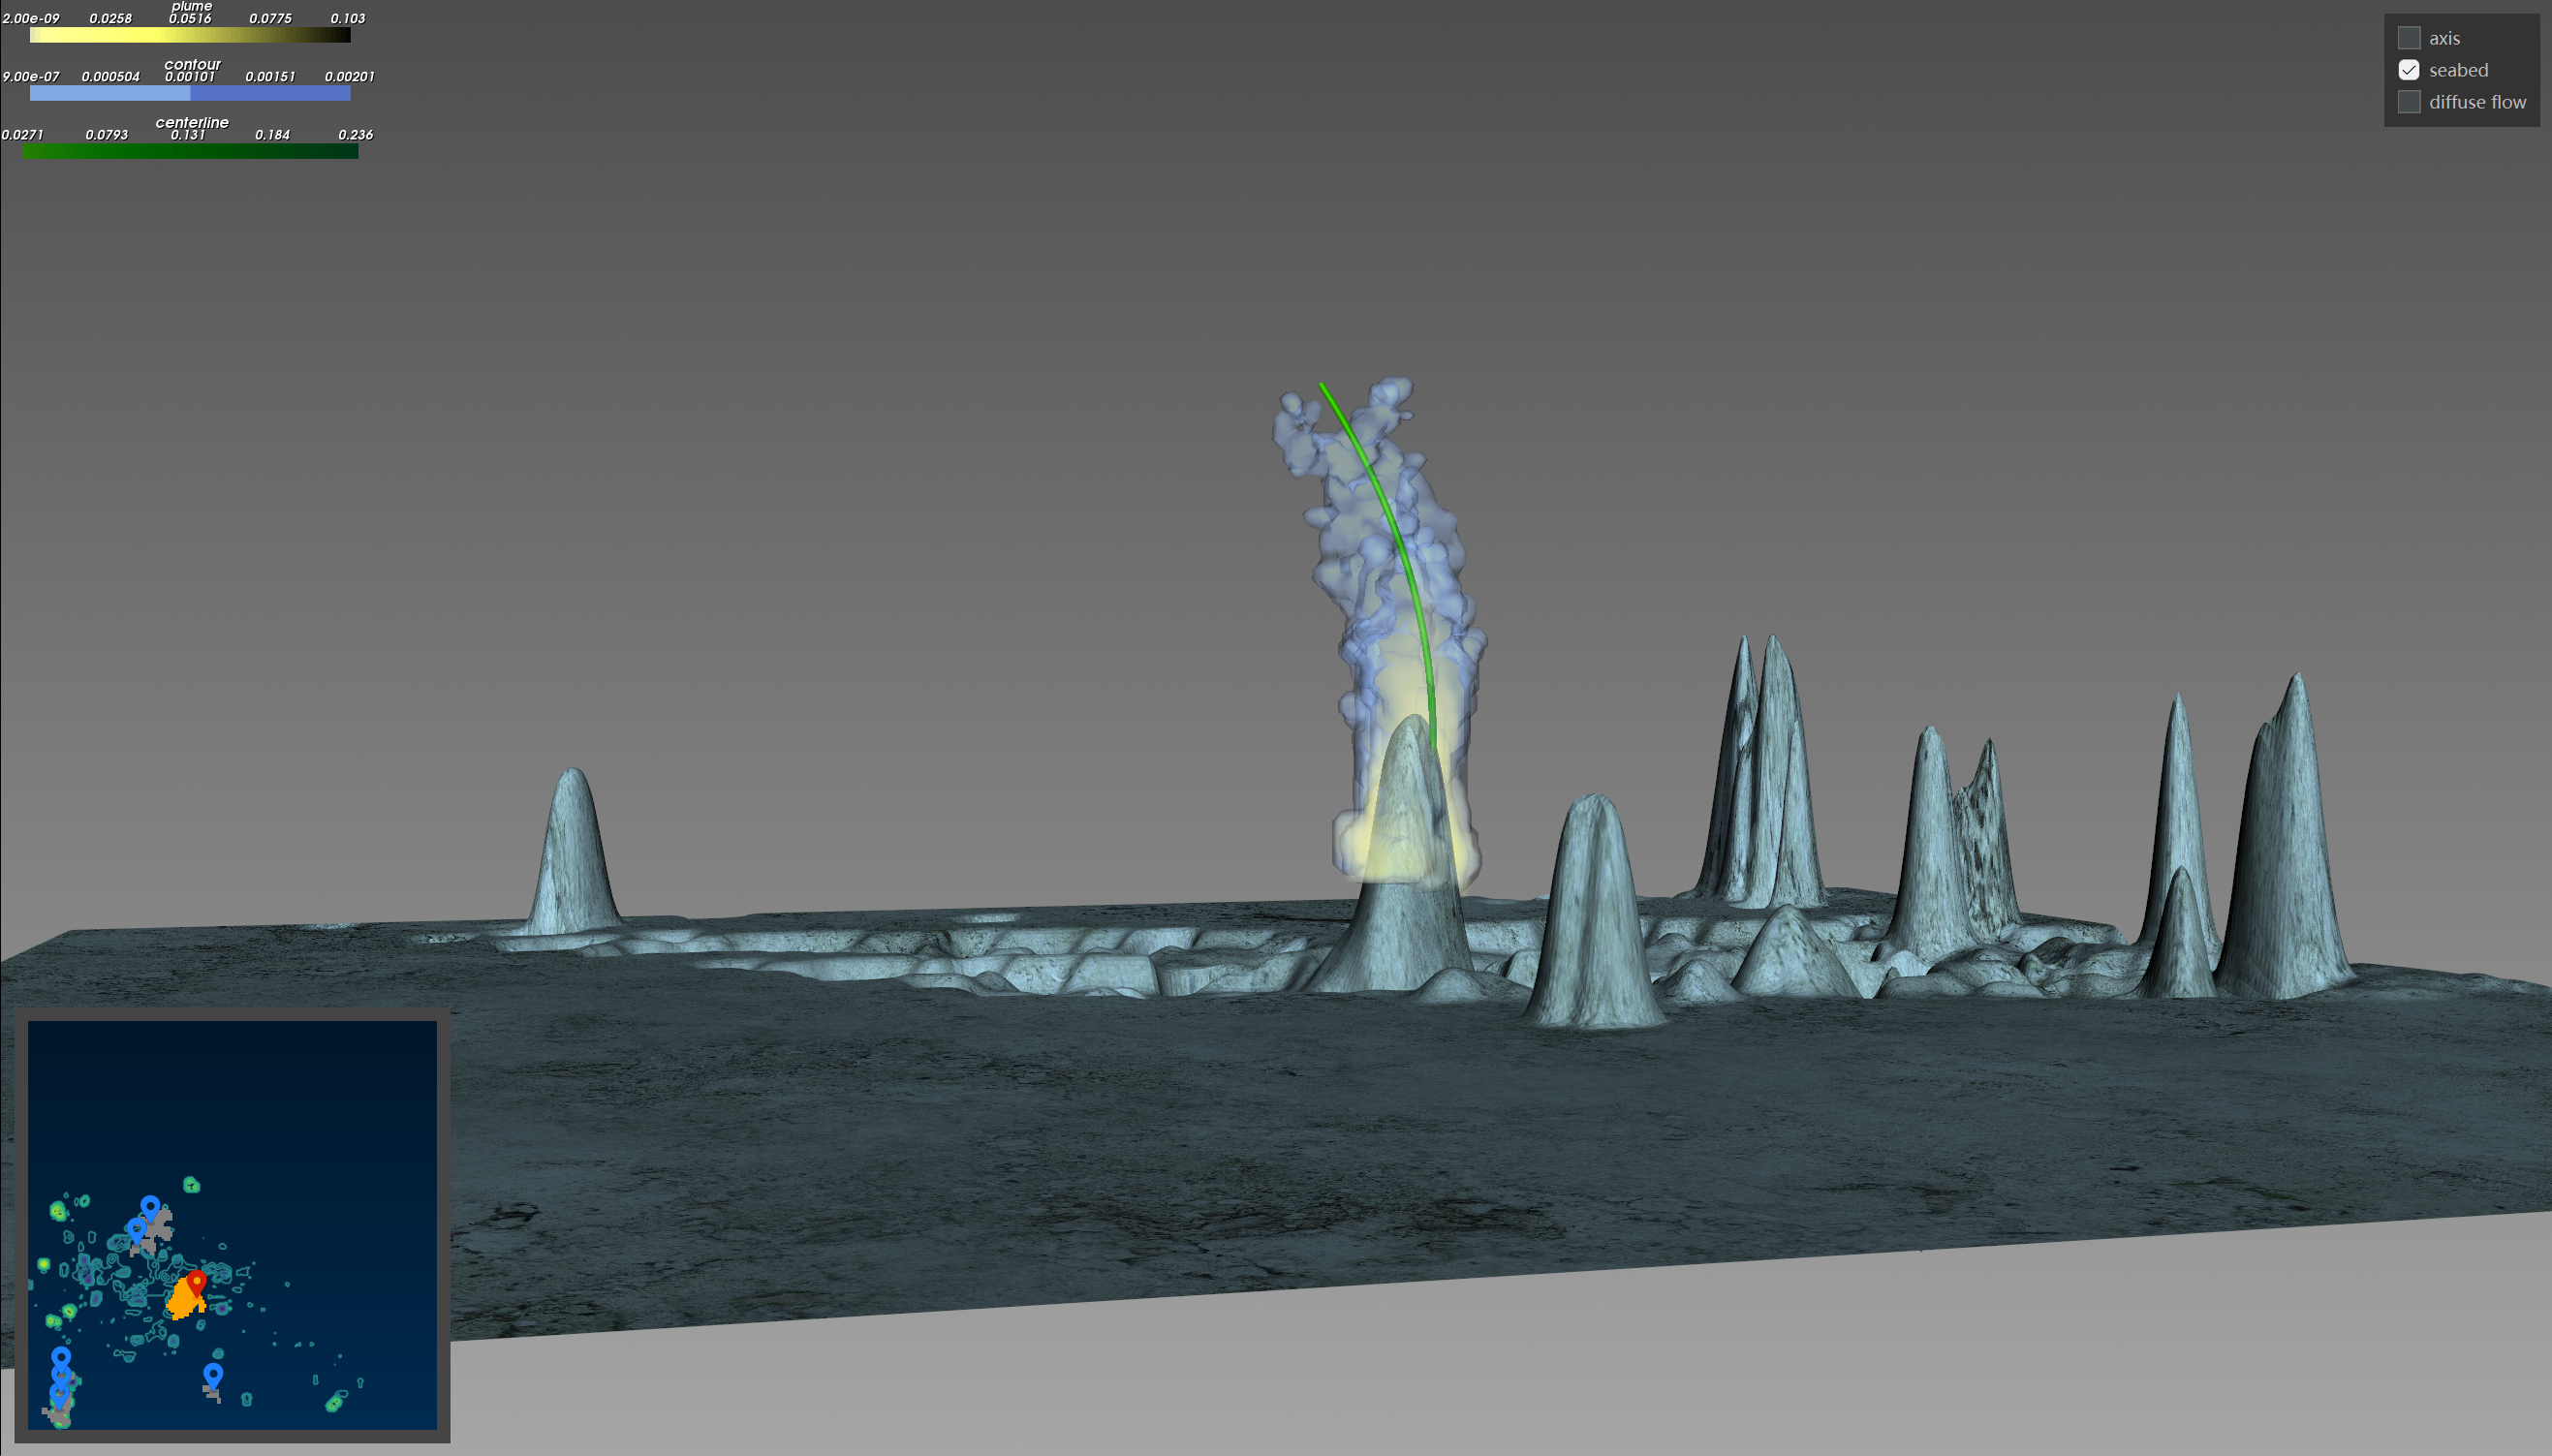 plume
2.00e-09 0.0258 0.0516 0.0775 0.103
contour
9.00e-07 0.000504 0.00101 0.00151 0.00201
centerline
0.0271 0.0793 0.131 0.184 0.236
axis
seabed
diffuse flow